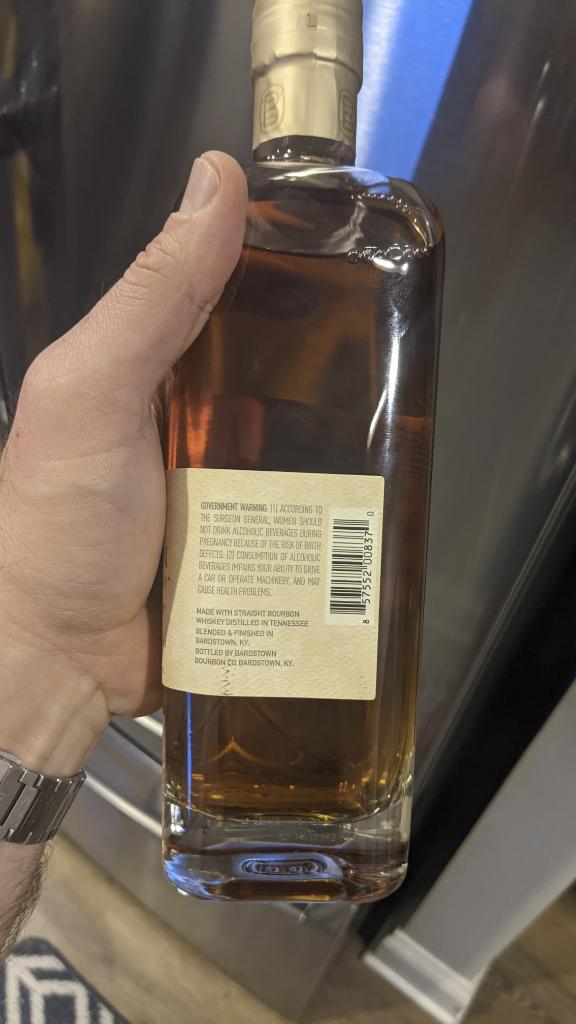 GOVERNMENT WARNING: (1) ACCORDING TO
THE SURGEON GENERAL, WOMEN SHOULD
NOT DRINK ALCOHOLIC BEVERAGES DURING
PREGNANCY BECAUSE OF THE RISK OF BIRTH
DEFECTS. (2) CONSUMPTION OF ALCOHOLIC
BEVERAGES IMPAIRS YOUR ABILITY TO DRIVE
A CAR OR OPERATE MACHINERY, AND MAY
CAUSE HEALTH PROBLEMS.
MADE WITH STRAIGHT BOURBON
WHISKEY DISTILLED IN TENNESSEE
BLENDED & FINISHED IN
BARDSTOWN, KY.
BOTTLED BY BARDSTOWN
BOURBON CO. BARDSTOWN, KY.
8 57552 00837 0